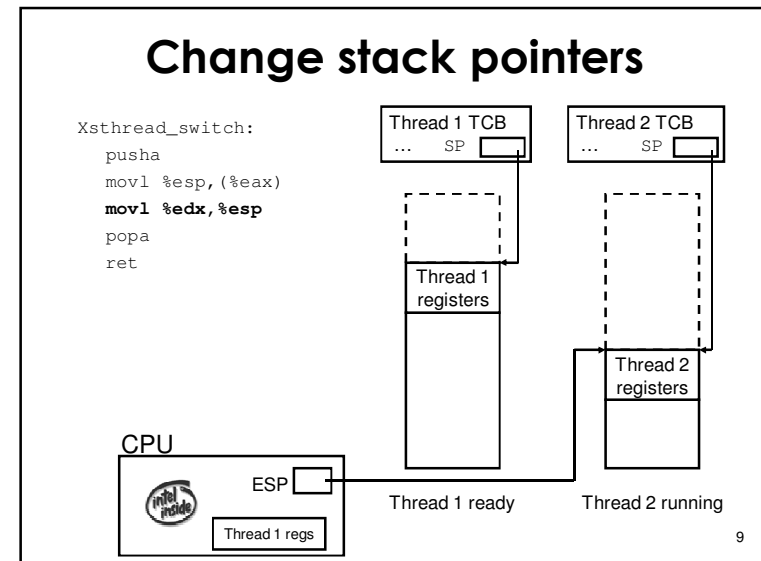 Change stack pointers
Xsthread_switch:
pusha
movl %esp,(%eax)
movl %edx,%esp
popa
ret
Thread 1 TCB
… SP
Thread 2 TCB
… SP
Thread 1
registers
Thread 2
registers
CPU
intel
inside
ESP
Thread 1 regs
Thread 1 ready
Thread 2 running
9